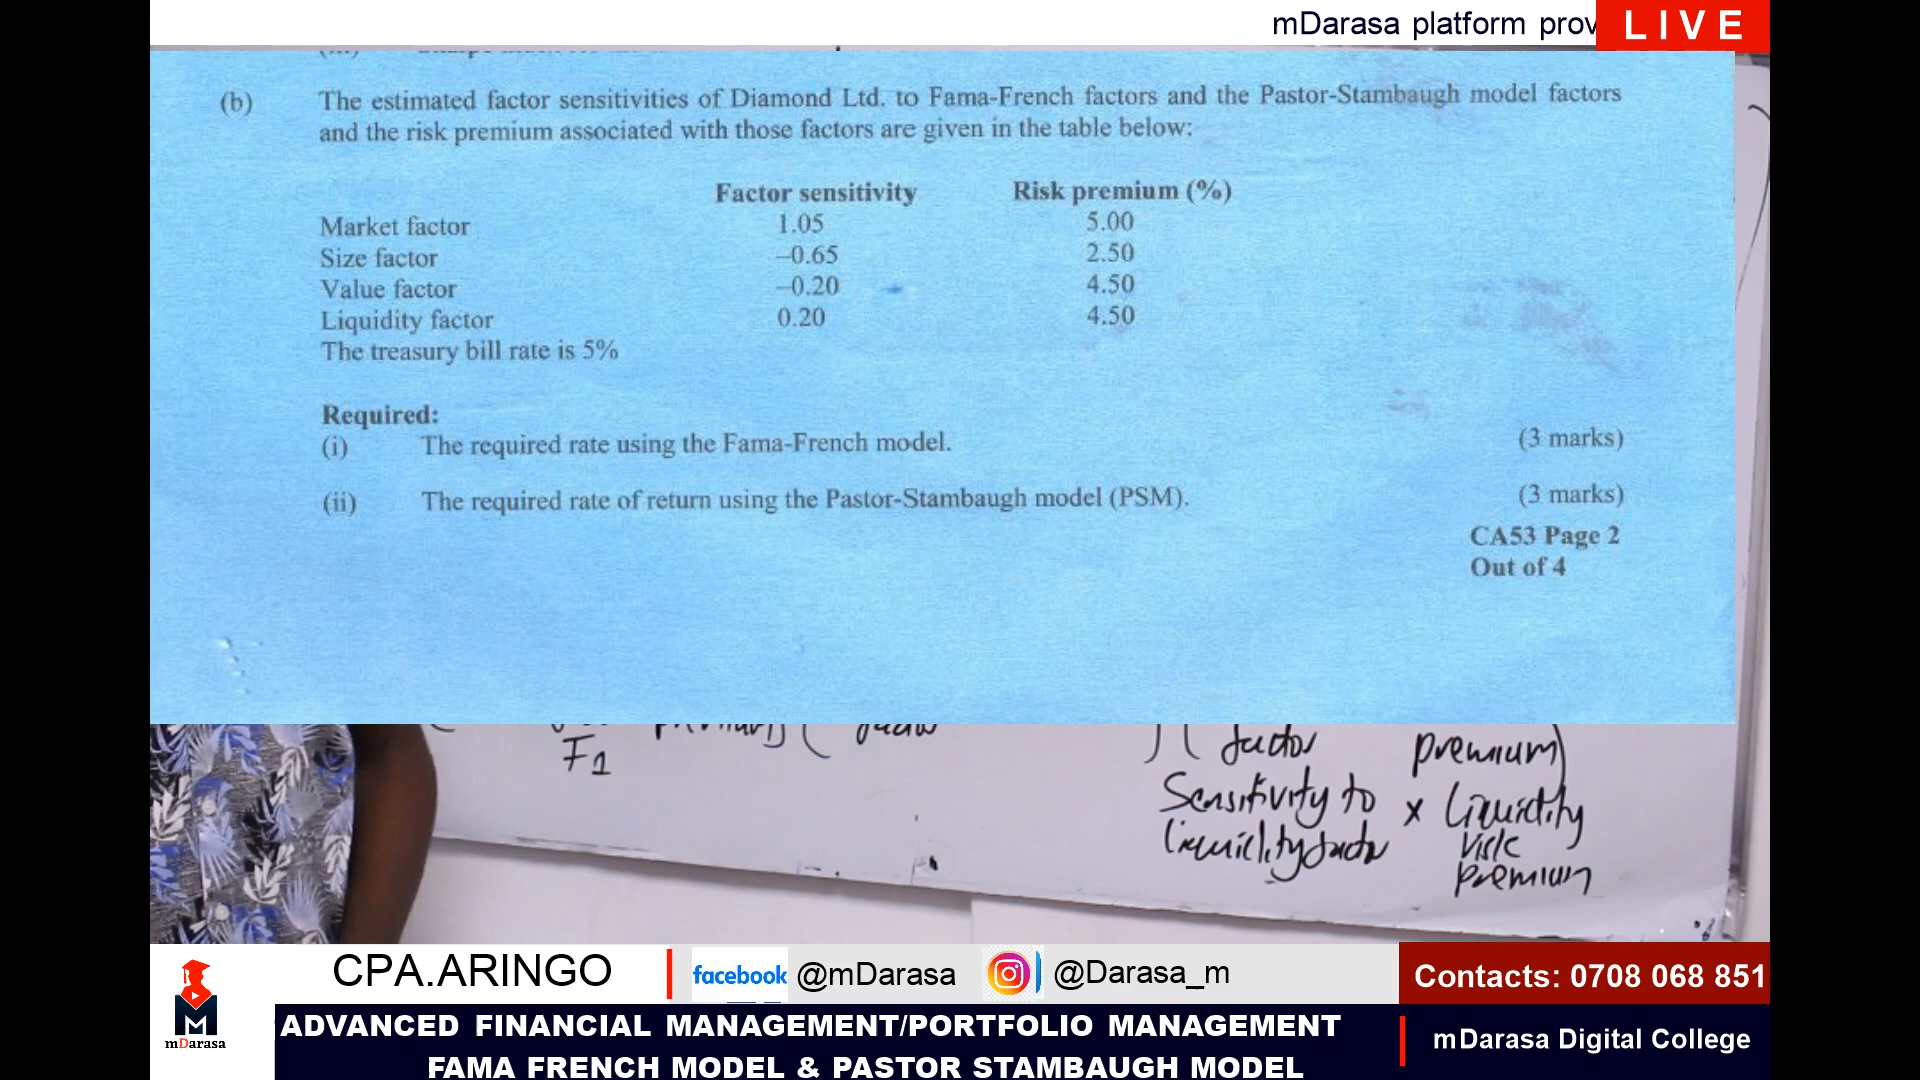 mDarasa platform prov
LIVE
(b) The estimated factor sensitivities of Diamond Ltd. to Fama-French factors and the Pastor-Stambaugh model factors
and the risk premium associated with those factors are given in the table below:
Factor sensitivity Risk premium (%)
Market factor 1.05 5.00
Size factor –0.65 2.50
Value factor –0.20 4.50
Liquidity factor 0.20 4.50
The treasury bill rate is 5%
Required:
(i) The required rate using the Fama-French model. (3 marks)
(ii) The required rate of return using the Pastor-Stambaugh model (PSM). (3 marks)
CA53 Page 2
Out of 4
factor premium)
F1
Sensitivity to × Liquidity
liquidity factor risk
premium
CPA.ARINGO
facebook @mDarasa
@Darasa_m
Contacts: 0708 068 851
mDarasa
ADVANCED FINANCIAL MANAGEMENT/PORTFOLIO MANAGEMENT
FAMA FRENCH MODEL & PASTOR STAMBAUGH MODEL
mDarasa Digital College